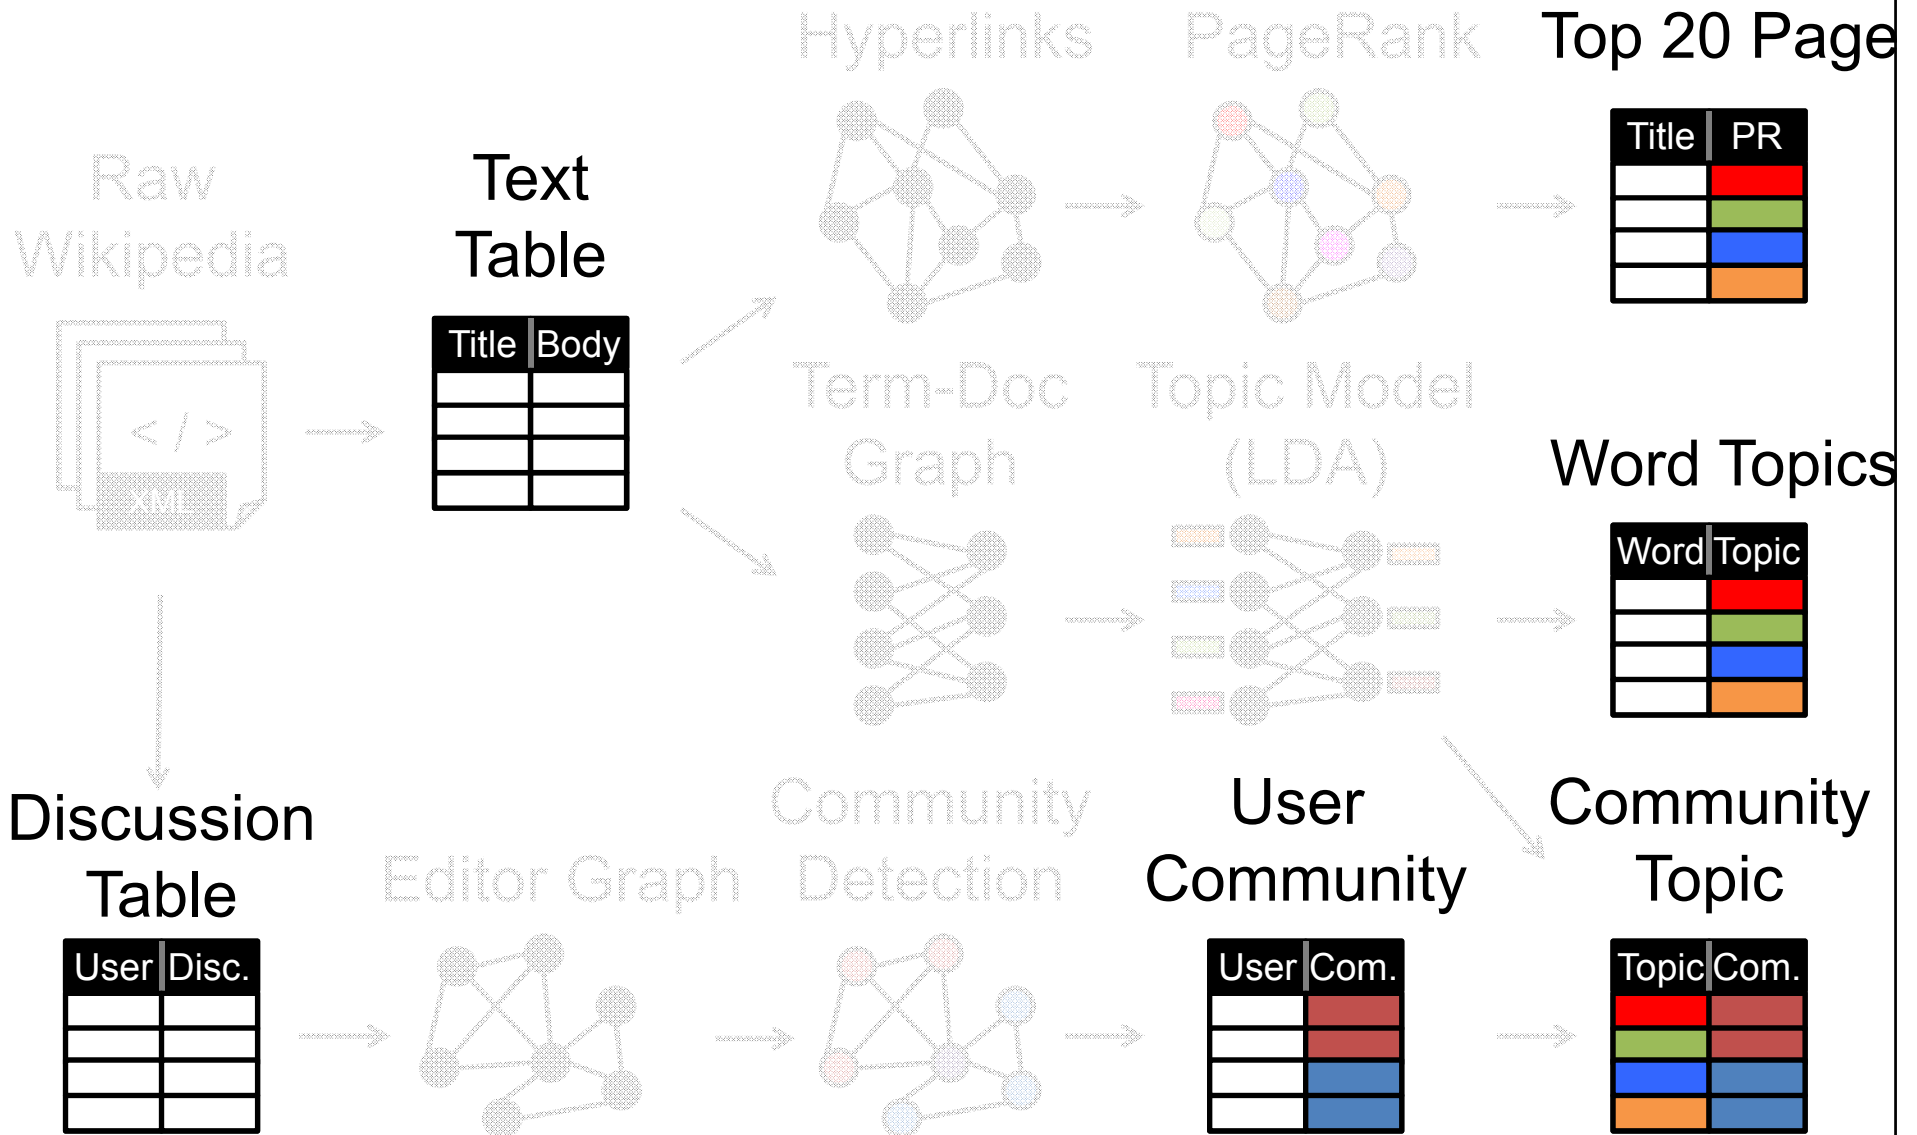 Hyperlinks
PageRank
Top 20 Page
Title PR
Raw
Wikipedia
</>
XML
Text
Table
Title Body
Term-Doc
Graph
Topic Model
(LDA)
Word Topics
Word Topic
Discussion
Table
User Disc.
Editor Graph
Community
Detection
User
Community
User Com.
Community
Topic
Topic Com.